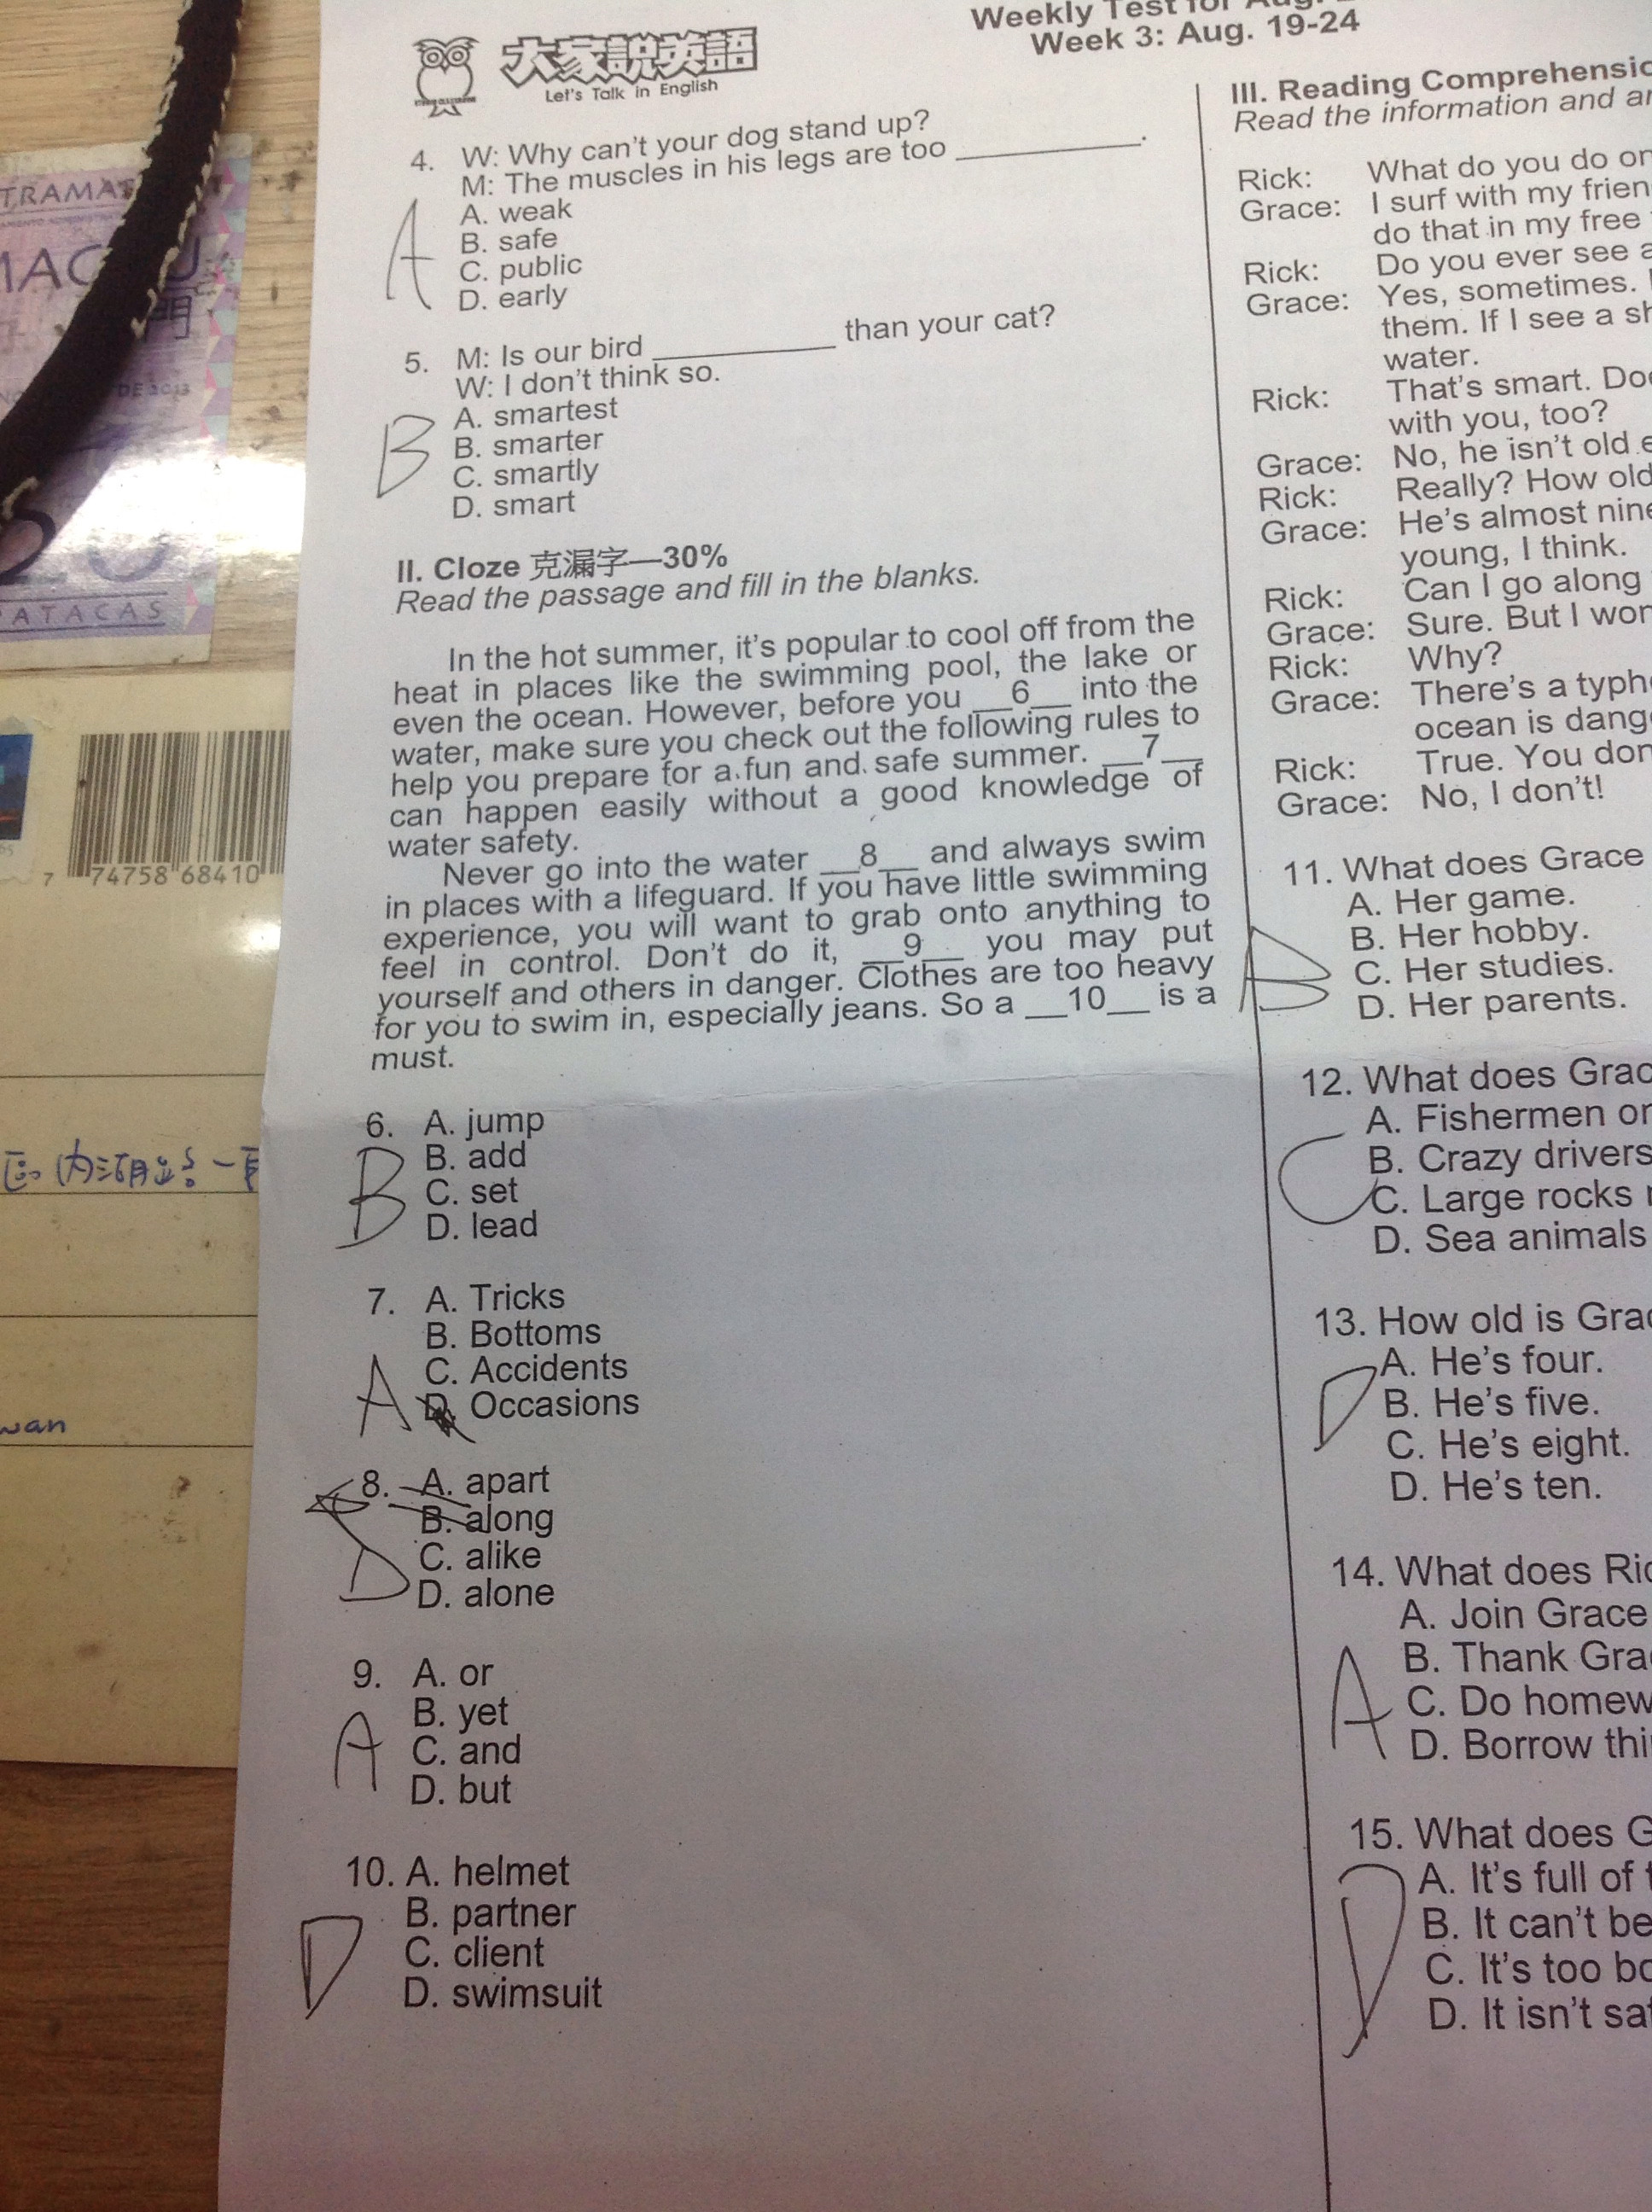 Weekly Test for Aug.
Week 3: Aug. 19-24
大家說英語
Let's Talk in English
4. W: Why can't your dog stand up?
M: The muscles in his legs are too ________.
A. weak
B. safe
C. public
D. early
A
5. M: Is our bird ________ than your cat?
W: I don't think so.
A. smartest
B. smarter
C. smartly
D. smart
B
II. Cloze 克漏字—30%
Read the passage and fill in the blanks.
In the hot summer, it's popular to cool off from the
heat in places like the swimming pool, the lake or
even the ocean. However, before you __6__ into the
water, make sure you check out the following rules to
help you prepare for a fun and safe summer. __7__
can happen easily without a good knowledge of
water safety.
Never go into the water __8__ and always swim
in places with a lifeguard. If you have little swimming
experience, you will want to grab onto anything to
feel in control. Don't do it, __9__ you may put
yourself and others in danger. Clothes are too heavy
for you to swim in, especially jeans. So a __10__ is a
must.
6. A. jump
B. add
C. set
D. lead
B
7. A. Tricks
B. Bottoms
C. Accidents
D. Occasions
A
8. A. apart
B. along
C. alike
D. alone
D
9. A. or
B. yet
C. and
D. but
A
10. A. helmet
B. partner
C. client
D. swimsuit
D
III. Reading
Read the information and
Rick: What do you do on
Grace: I surf with my
do that in my free
Rick: Do you ever see
Grace: Yes, sometimes.
them. If I see a
water.
Rick: That's smart.
with you, too?
Grace: No, he isn't old
Rick: Really? How old
Grace: He's almost
young, I think.
Rick: Can I go along
Grace: Sure. But I
Rick: Why?
Grace: There's a
ocean is
Rick: True. You
Grace: No, I don't!
11. What does Grace
A. Her game.
B. Her hobby.
C. Her studies.
D. Her parents.
B
12. What does
A. Fishermen
B. Crazy drivers
C. Large rocks
D. Sea animals
C
13. How old is
A. He's four.
B. He's five.
C. He's eight.
D. He's ten.
D
14. What does
A. Join Grace
B. Thank
C. Do
D. Borrow
A
15. What does
A. It's full of
B. It can't be
C. It's too
D. It isn't
D
門
DE 2013
PATACAS
7 74758 68410